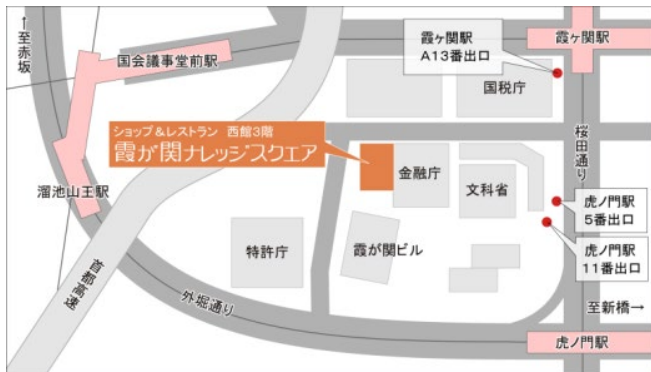 ↑至赤坂
国会議事堂前駅
霞ヶ関駅
A13番出口
霞ヶ関駅
国税庁
ショップ&レストラン 西館3階
霞が関ナレッジスクエア
桜田通り
金融庁
文科省
溜池山王駅
虎ノ門駅
5番出口
特許庁
霞が関ビル
虎ノ門駅
11番出口
首都高速
外堀通り
至新橋→
虎ノ門駅